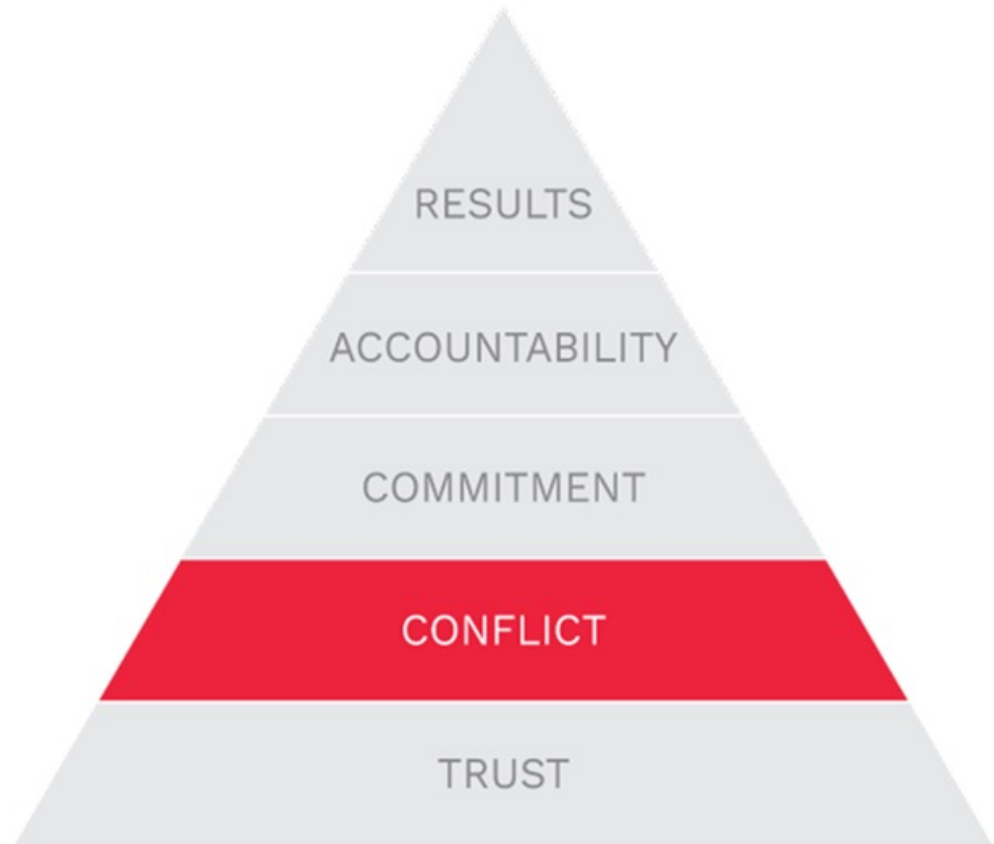 RESULTS
ACCOUNTABILITY
COMMITMENT
CONFLICT
TRUST